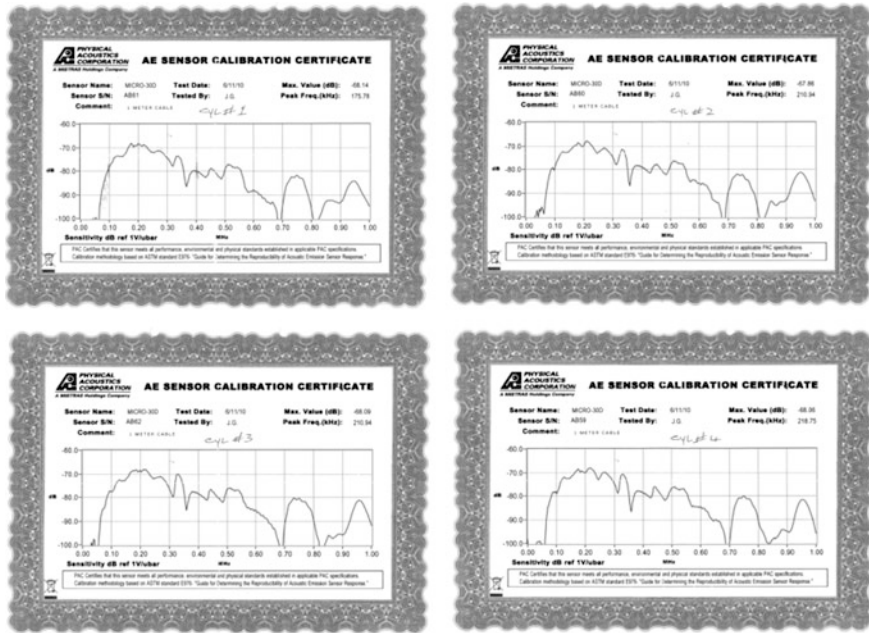 PHYSICAL
ACOUSTICS
CORPORATION
A MISTRAS Holdings Company
AE SENSOR CALIBRATION CERTIFICATE
Sensor Name: MICRO-30D Test Date: 6/11/10 Max. Value (dB): -68.14
Sensor S/N: AB61 Tested By: J.G. Peak Freq.(kHz): 175.78
Comment: 1 METER CABLE
CYL # 1
-60.0
-70.0
-80.0
-90.0
-100.0
dB
0.00 0.10 0.20 0.30 0.40 0.50 0.60 0.70 0.80 0.90 1.00
Sensitivity dB ref 1V/ubar MHz
PAC Certifies that this sensor meets all performance, environmental and physical standards established in applicable PAC specifications.
Calibration methodology based on ASTM standard E976. "Guide for Determining the Reproducibility of Acoustic Emission Sensor Response."
PHYSICAL
ACOUSTICS
CORPORATION
A MISTRAS Holdings Company
AE SENSOR CALIBRATION CERTIFICATE
Sensor Name: MICRO-30D Test Date: 6/11/10 Max. Value (dB): -67.86
Sensor S/N: AB60 Tested By: J.G. Peak Freq.(kHz): 210.94
Comment: 1 METER CABLE
CYL # 2
-60.0
-70.0
-80.0
-90.0
-100.0
dB
0.00 0.10 0.20 0.30 0.40 0.50 0.60 0.70 0.80 0.90 1.00
Sensitivity dB ref 1V/ubar MHz
PAC Certifies that this sensor meets all performance, environmental and physical standards established in applicable PAC specifications.
Calibration methodology based on ASTM standard E976. "Guide for Determining the Reproducibility of Acoustic Emission Sensor Response."
PHYSICAL
ACOUSTICS
CORPORATION
A MISTRAS Holdings Company
AE SENSOR CALIBRATION CERTIFICATE
Sensor Name: MICRO-30D Test Date: 6/11/10 Max. Value (dB): -68.09
Sensor S/N: AB62 Tested By: J.G. Peak Freq.(kHz): 210.94
Comment: 1 METER CABLE
CYL # 3
-60.0
-70.0
-80.0
-90.0
-100.0
dB
0.00 0.10 0.20 0.30 0.40 0.50 0.60 0.70 0.80 0.90 1.00
Sensitivity dB ref 1V/ubar MHz
PAC Certifies that this sensor meets all performance, environmental and physical standards established in applicable PAC specifications.
Calibration methodology based on ASTM standard E976. "Guide for Determining the Reproducibility of Acoustic Emission Sensor Response."
PHYSICAL
ACOUSTICS
CORPORATION
A MISTRAS Holdings Company
AE SENSOR CALIBRATION CERTIFICATE
Sensor Name: MICRO-30D Test Date: 6/11/10 Max. Value (dB):
Sensor S/N: AB59 Tested By: J.G. Peak Freq.(kHz): 218.75
Comment: 1 METER CABLE
CYL # 4
-60.0
-70.0
-80.0
-90.0
-100.0
dB
0.00 0.10 0.20 0.30 0.40 0.50 0.60 0.70 0.80 0.90 1.00
Sensitivity dB ref 1V/ubar MHz
PAC Certifies that this sensor meets all performance, environmental and physical standards established in applicable PAC specifications.
Calibration methodology based on ASTM standard E976. "Guide for Determining the Reproducibility of Acoustic Emission Sensor Response."